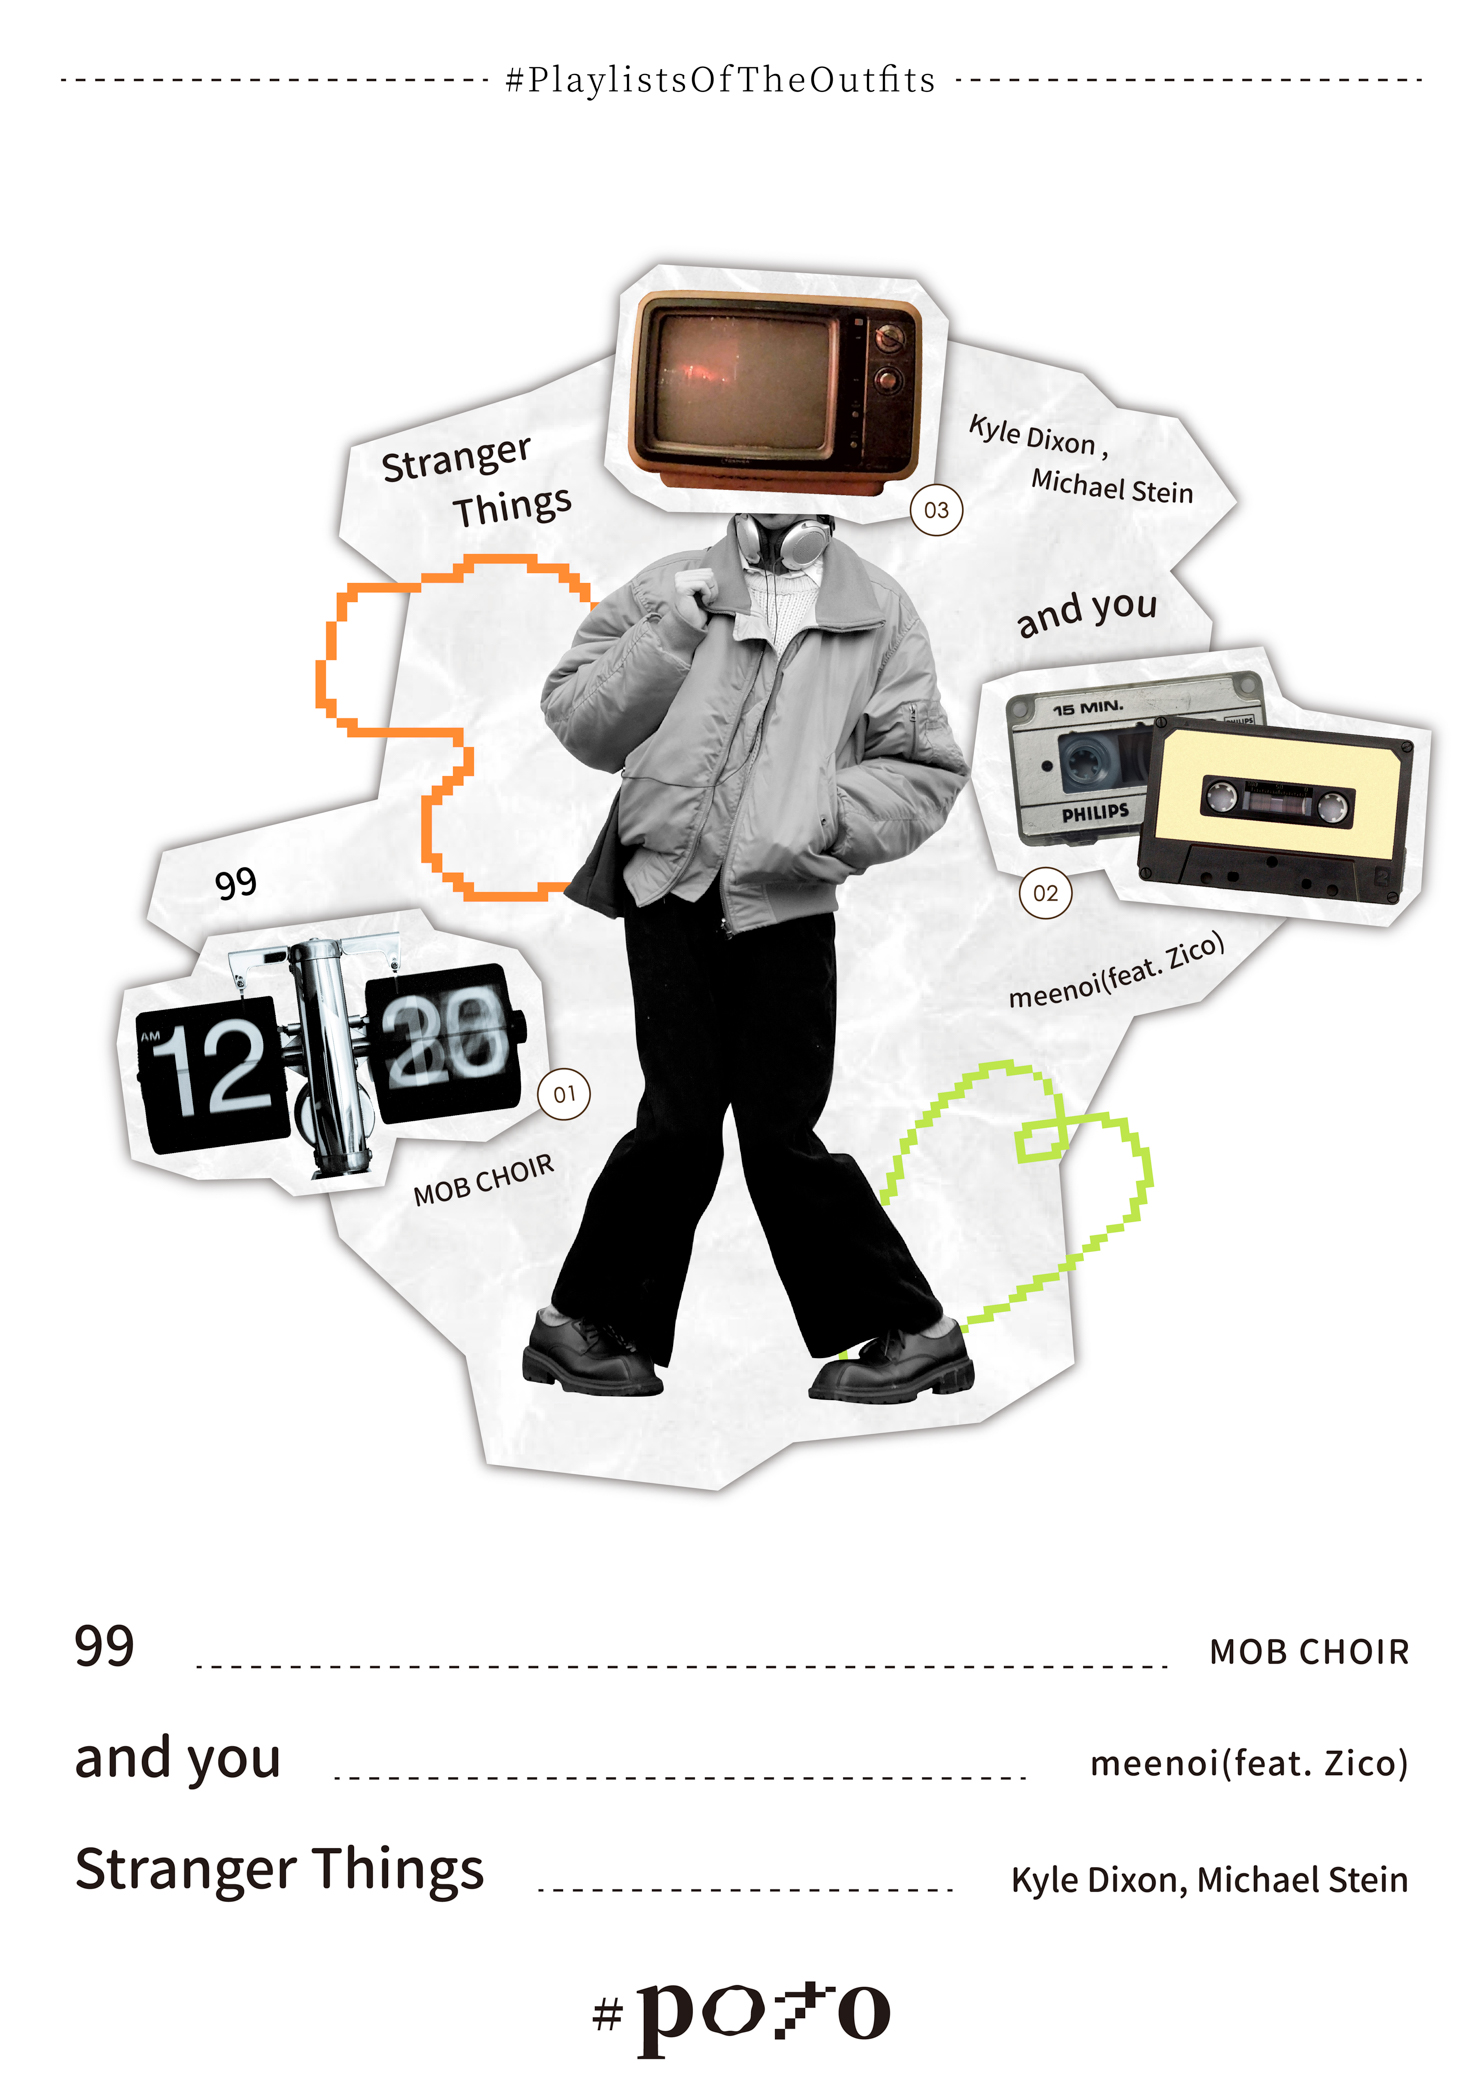 #PlaylistsOfTheOutfits
Stranger
Things
Kyle Dixon ,
Michael Stein
03
and you
15 MIN.
PHILIPS
PHILIPS
02
meenoi(feat. Zico)
99
AM
12
01
MOB CHOIR
99 MOB CHOIR
and you meenoi(feat. Zico)
Stranger Things Kyle Dixon, Michael Stein
#poto